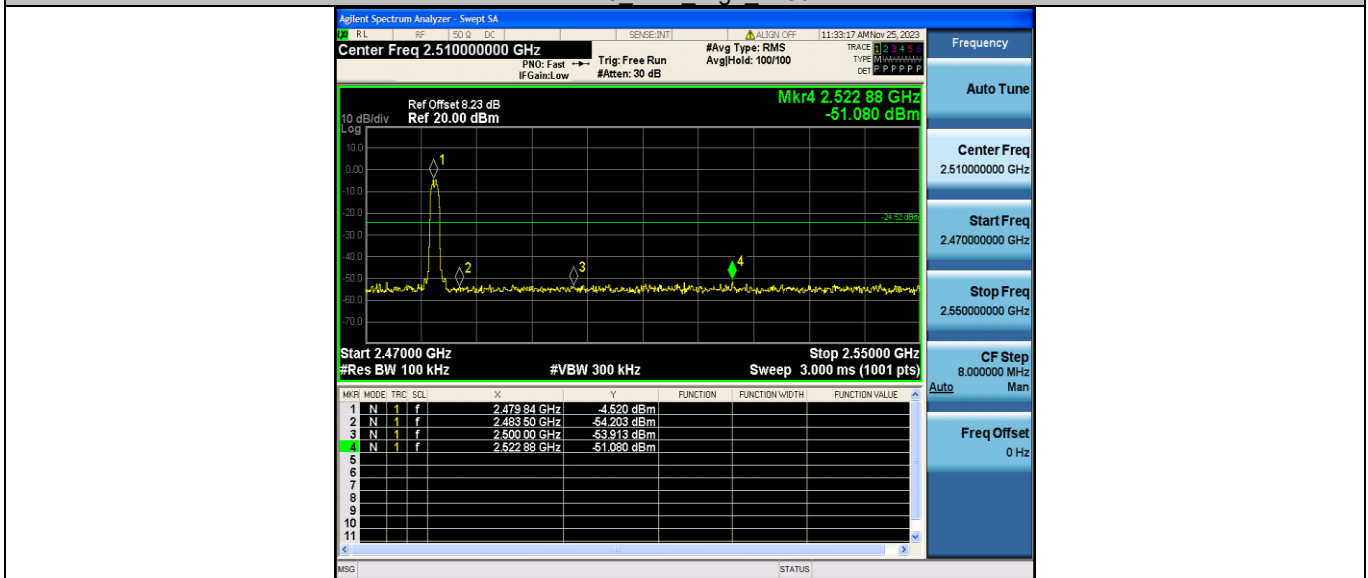 Agilent Spectrum Analyzer - Swept SA
RL RF 50 Ω DC SENSE:INT ALIGN OFF 11:33:17 AM Nov 25, 2023
Center Freq 2.510000000 GHz
PNO: Fast
IFGain:Low
Trig: Free Run
#Atten: 30 dB
#Avg Type: RMS
Avg|Hold: 100/100
TRACE 1 2 3 4 5 6
TYPE M
DET P P P P P P
Ref Offset 8.23 dB
10 dB/div Ref 20.00 dBm
Log
Mkr4 2.522 88 GHz
-51.080 dBm
10.0
0.00
-10.0
-20.0
-30.0
-40.0
-50.0
-60.0
-70.0
1
2
3
4
-24.52 dBm
Start 2.47000 GHz Stop 2.55000 GHz
#Res BW 100 kHz #VBW 300 kHz Sweep 3.000 ms (1001 pts)
MKR MODE TRC SCL X Y FUNCTION FUNCTION WIDTH FUNCTION VALUE
1 N 1 f 2.479 84 GHz -4.520 dBm
2 N 1 f 2.483 50 GHz -54.203 dBm
3 N 1 f 2.500 00 GHz -53.913 dBm
4 N 1 f 2.522 88 GHz -51.080 dBm
5
6
7
8
9
10
11
MSG STATUS
Frequency
Auto Tune
Center Freq
2.510000000 GHz
Start Freq
2.470000000 GHz
Stop Freq
2.550000000 GHz
CF Step
8.000000 MHz
Auto Man
Freq Offset
0 Hz